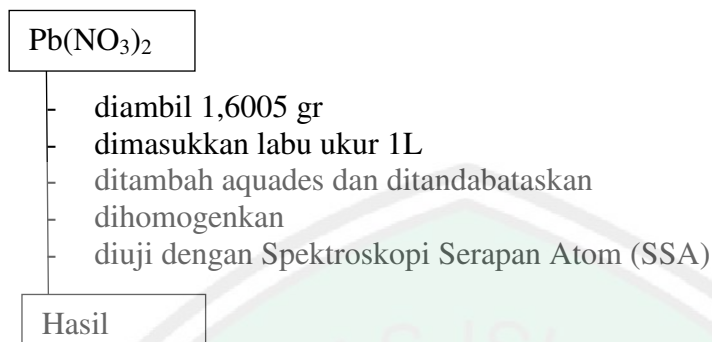 Pb(NO₃)₂
- diambil 1,6005 gr
- dimasukkan labu ukur 1L
- ditambah aquades dan ditandabataskan
- dihomogenkan
- diuji dengan Spektroskopi Serapan Atom (SSA)
Hasil